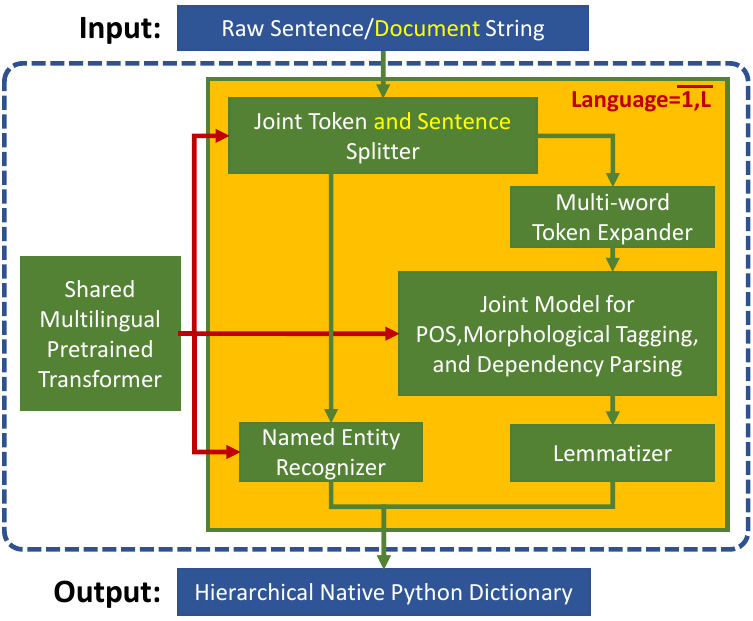 Input:
Raw Sentence/Document String
Language=1,L
Joint Token and Sentence
Splitter
Multi-word
Token Expander
Shared
Multilingual
Pretrained
Transformer
Joint Model for
POS,Morphological Tagging,
and Dependency Parsing
Named Entity
Recognizer
Lemmatizer
Output:
Hierarchical Native Python Dictionary